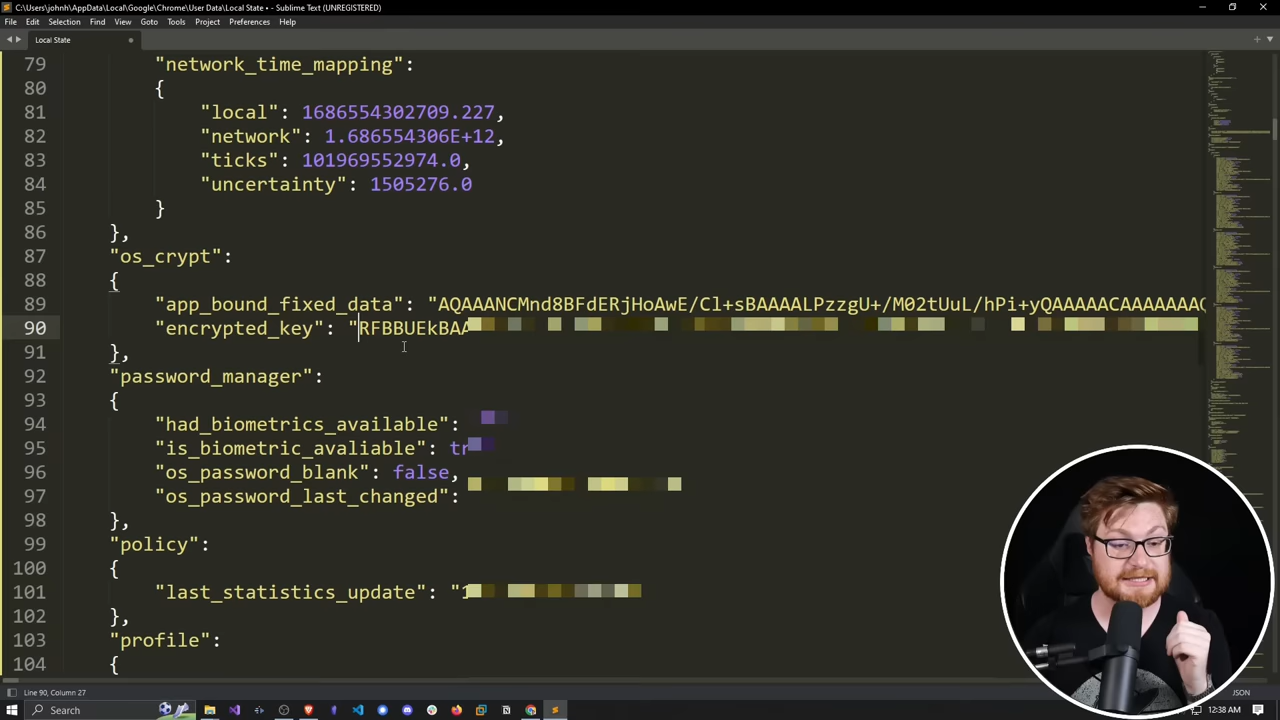 C:\Users\johnh\AppData\Local\Google\Chrome\User Data\Local State • - Sublime Text (UNREGISTERED)
File Edit Selection Find View Goto Tools Project Preferences Help
Local State
79 "network_time_mapping":
80 {
81 "local": 1686554302709.227,
82 "network": 1.686554306E+12,
83 "ticks": 101969552974.0,
84 "uncertainty": 1505276.0
85 }
86 },
87 "os_crypt":
88 {
89 "app_bound_fixed_data": "AQAAANCMnd8BFdERjHoAwE/Cl+sBAAAALPzzgU+/M02tUuL/hPi+yQAAAAACAAAAAAAQ
90 "encrypted_key": "RFBBUEkBAA
91 },
92 "password_manager":
93 {
94 "had_biometrics_available":
95 "is_biometric_avaliable": tr
96 "os_password_blank": false,
97 "os_password_last_changed":
98 },
99 "policy":
100 {
101 "last_statistics_update": "1
102 },
103 "profile":
104 {
Line 90, Column 27
JSON
Search
12:38 AM